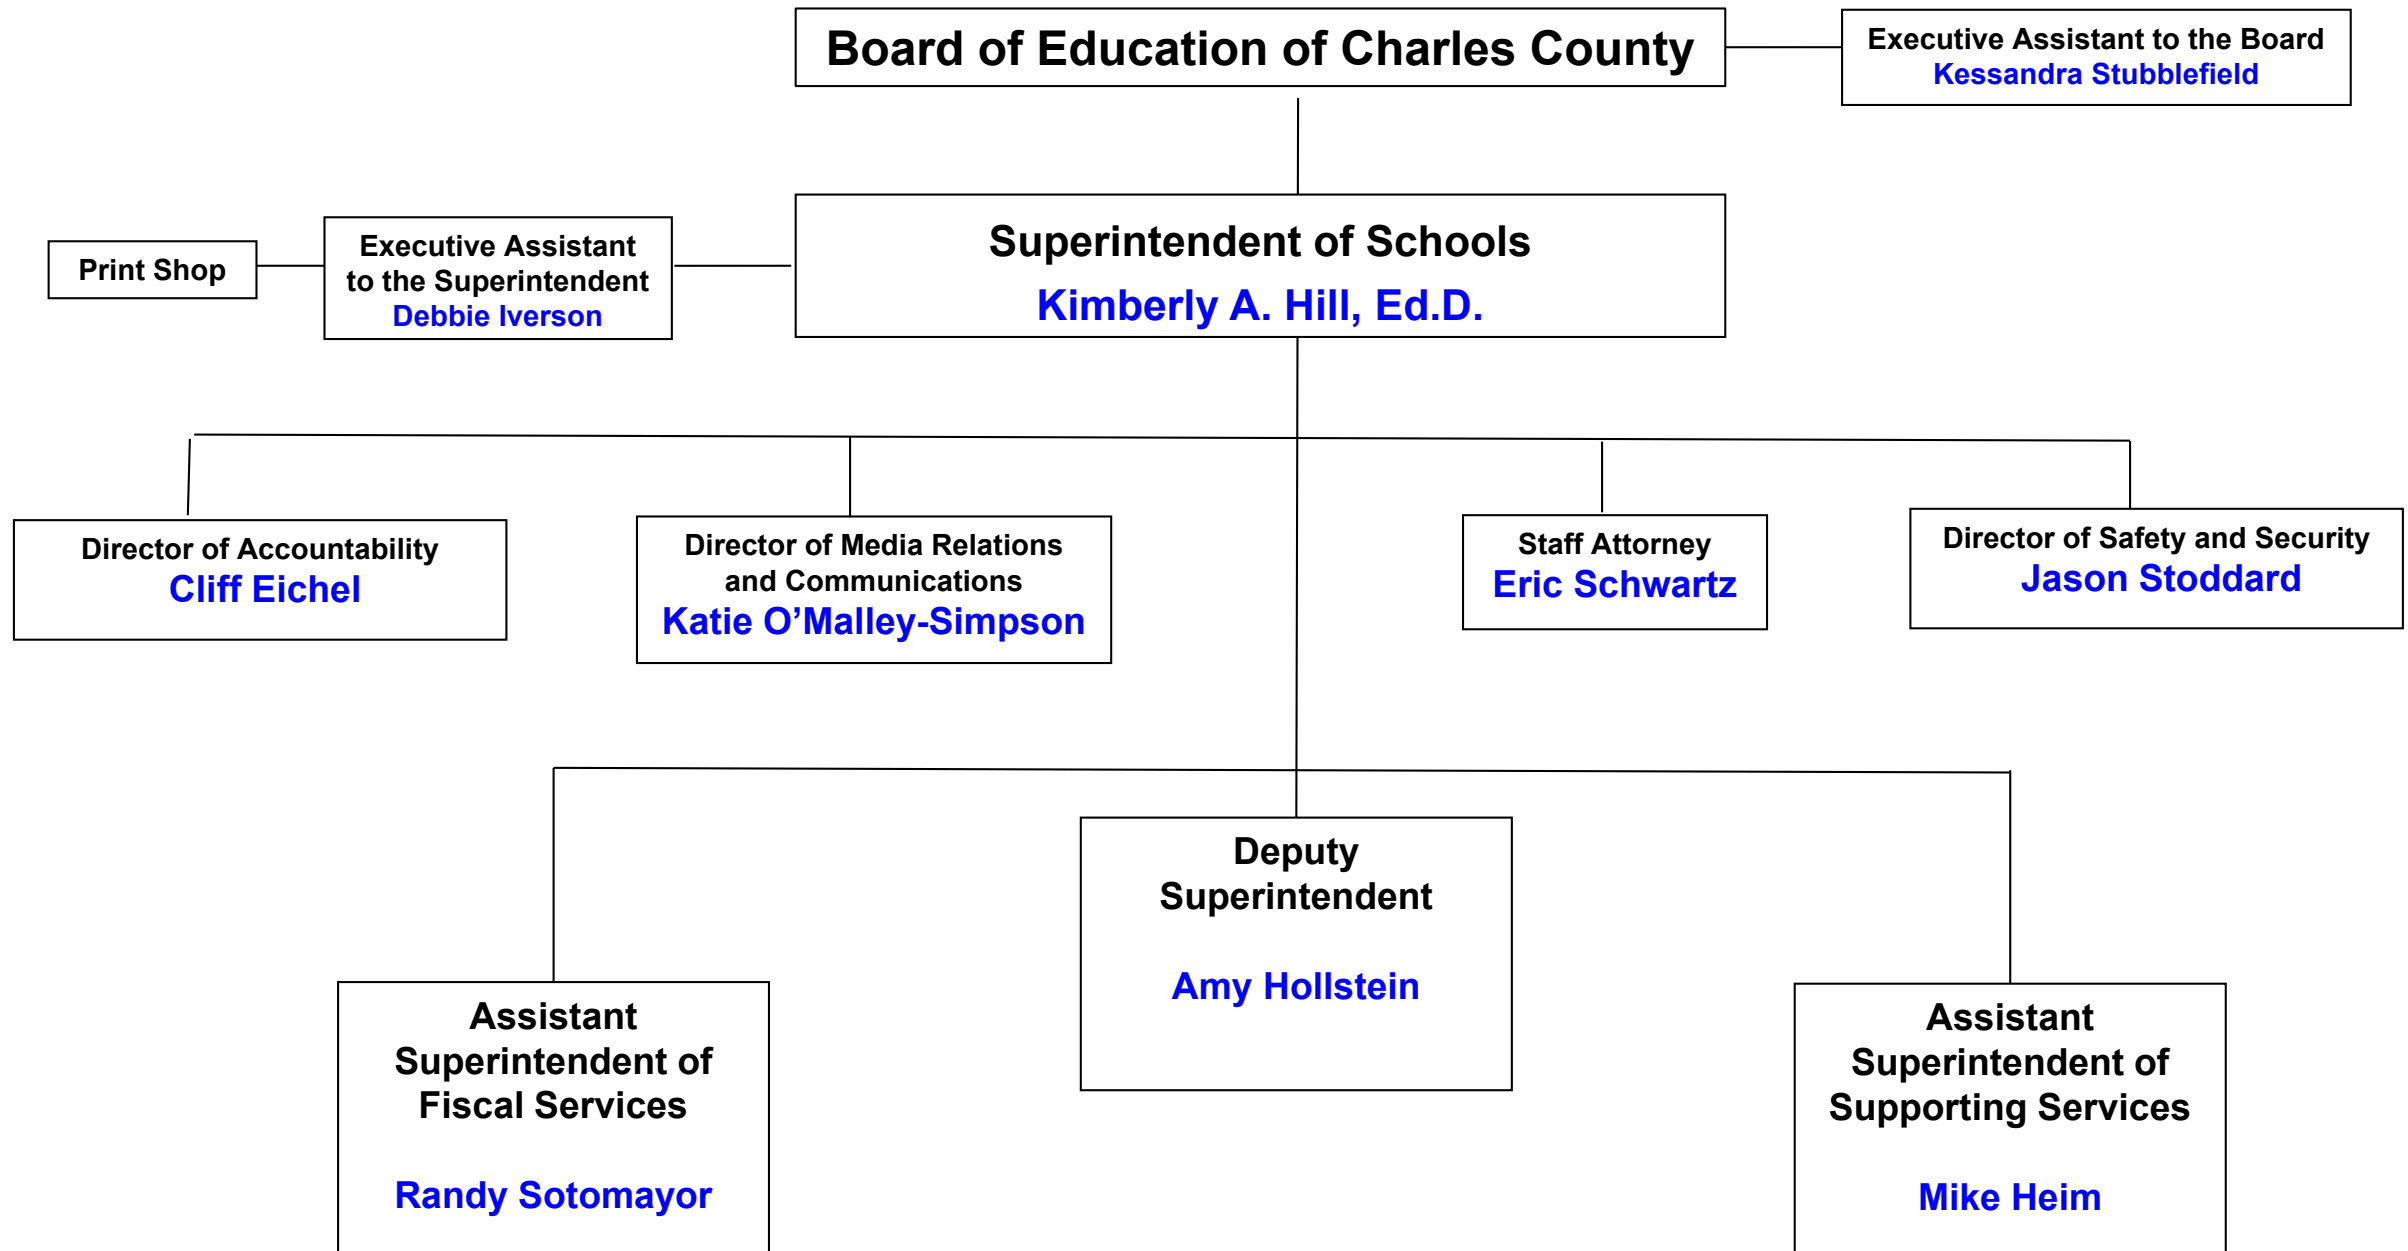 Board of Education of Charles County
Executive Assistant to the Board
Kessandra Stubblefield
Print Shop
Executive Assistant
to the Superintendent
Debbie Iverson
Superintendent of Schools
Kimberly A. Hill, Ed.D.
Director of Accountability
Cliff Eichel
Director of Media Relations
and Communications
Katie O’Malley-Simpson
Staff Attorney
Eric Schwartz
Director of Safety and Security
Jason Stoddard
Deputy
Superintendent
Amy Hollstein
Assistant
Superintendent of
Fiscal Services
Randy Sotomayor
Assistant
Superintendent of
Supporting Services
Mike Heim